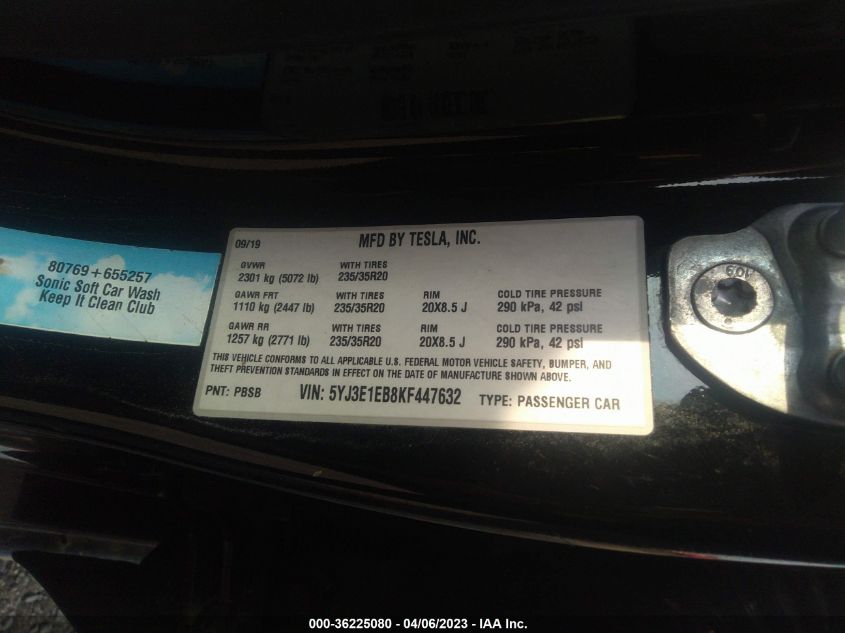 80769+655257
Sonic Soft Car Wash
Keep It Clean Club
09/19 MFD BY TESLA, INC.
GVWR WITH TIRES
2301 kg (5072 lb) 235/35R20
GAWR FRT WITH TIRES RIM COLD TIRE PRESSURE
1110 kg (2447 lb) 235/35R20 20X8.5 J 290 kPa, 42 psi
GAWR RR WITH TIRES RIM COLD TIRE PRESSURE
1257 kg (2771 lb) 235/35R20 20X8.5 J 290 kPa, 42 psi
THIS VEHICLE CONFORMS TO ALL APPLICABLE U.S. FEDERAL MOTOR VEHICLE SAFETY, BUMPER, AND
THEFT PREVENTION STANDARDS IN EFFECT ON THE DATE OF MANUFACTURE SHOWN ABOVE.
PNT: PBSB VIN: 5YJ3E1EB8KF447632 TYPE: PASSENGER CAR
000-36225080 - 04/06/2023 - IAA Inc.